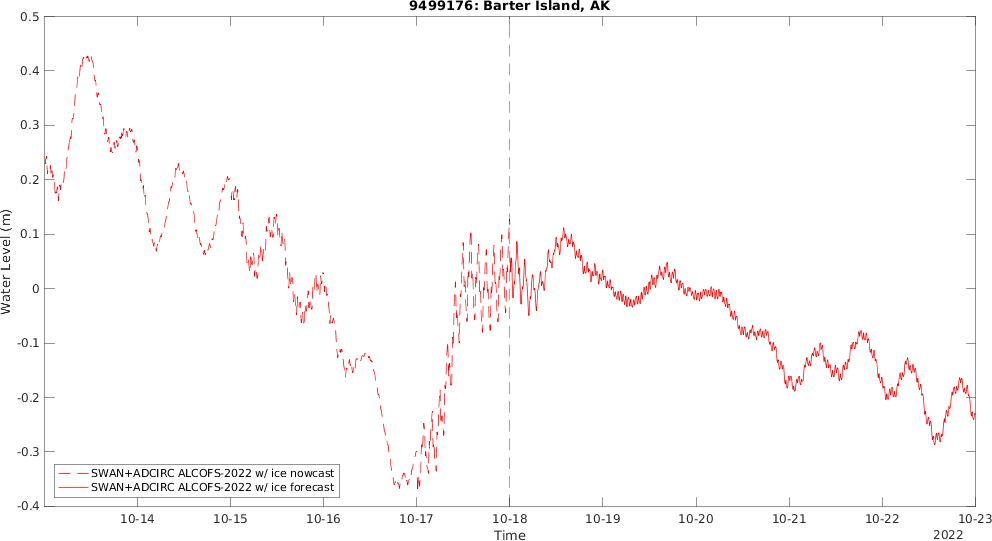 9499176: Barter Island, AK
0.5
0.4
0.3
0.2
0.1
0
-0.1
-0.2
-0.3
-0.4
Water Level (m)
SWAN+ADCIRC ALCOFS-2022 w/ ice nowcast
SWAN+ADCIRC ALCOFS-2022 w/ ice forecast
10-14 10-15 10-16 10-17 10-18 10-19 10-20 10-21 10-22 10-23
Time
2022